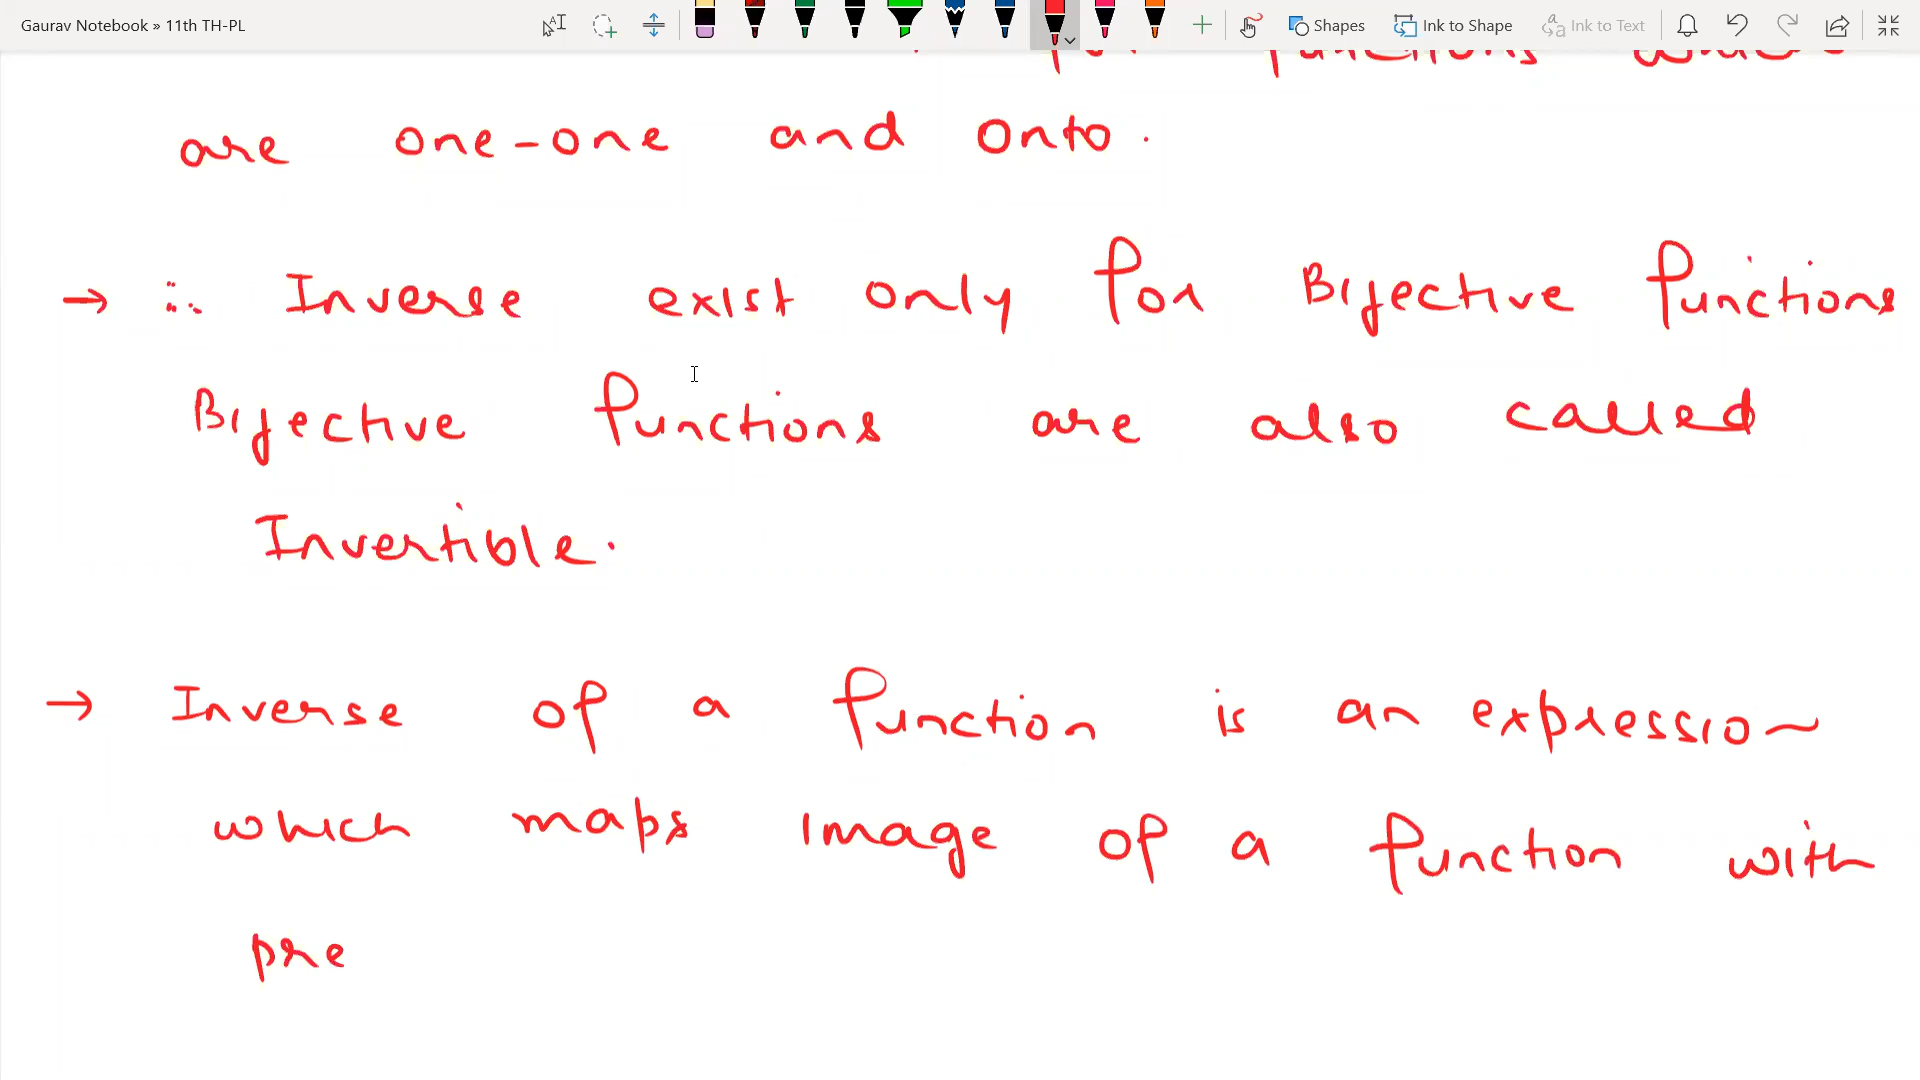 Gaurav Notebook » 11th TH-PL
Shapes
Ink to Shape
Ink to Text
functions
are one-one and onto.
→ ∴ Inverse exist only for Bijective functions
Bijective functions are also called
Invertible.
→ Inverse of a function is an expression
which maps image of a function with
pre